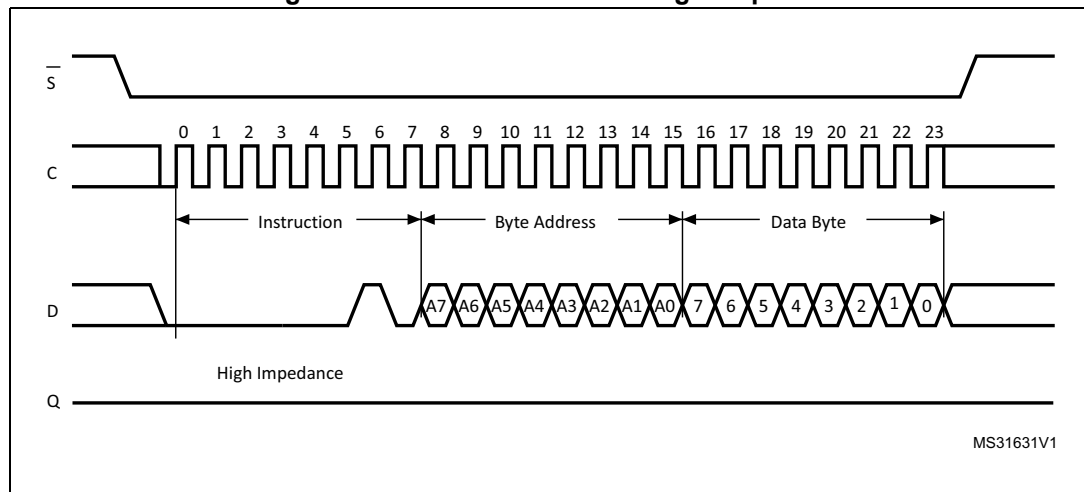 S
0 1 2 3 4 5 6 7 8 9 10 11 12 13 14 15 16 17 18 19 20 21 22 23
C
Instruction Byte Address Data Byte
D A7 A6 A5 A4 A3 A2 A1 A0 7 6 5 4 3 2 1 0
High Impedance
Q
MS31631V1